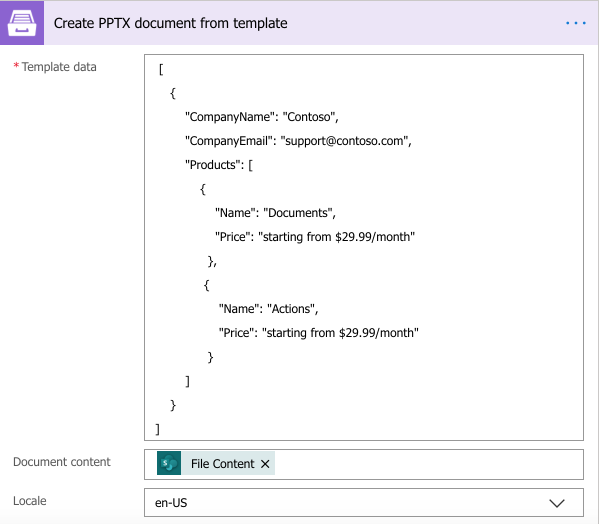 Create PPTX document from template
...
* Template data
[
{
"CompanyName": "Contoso",
"CompanyEmail": "support@contoso.com",
"Products": [
{
"Name": "Documents",
"Price": "starting from $29.99/month"
},
{
"Name": "Actions",
"Price": "starting from $29.99/month"
}
]
}
]
Document content
File Content ×
Locale
en-US